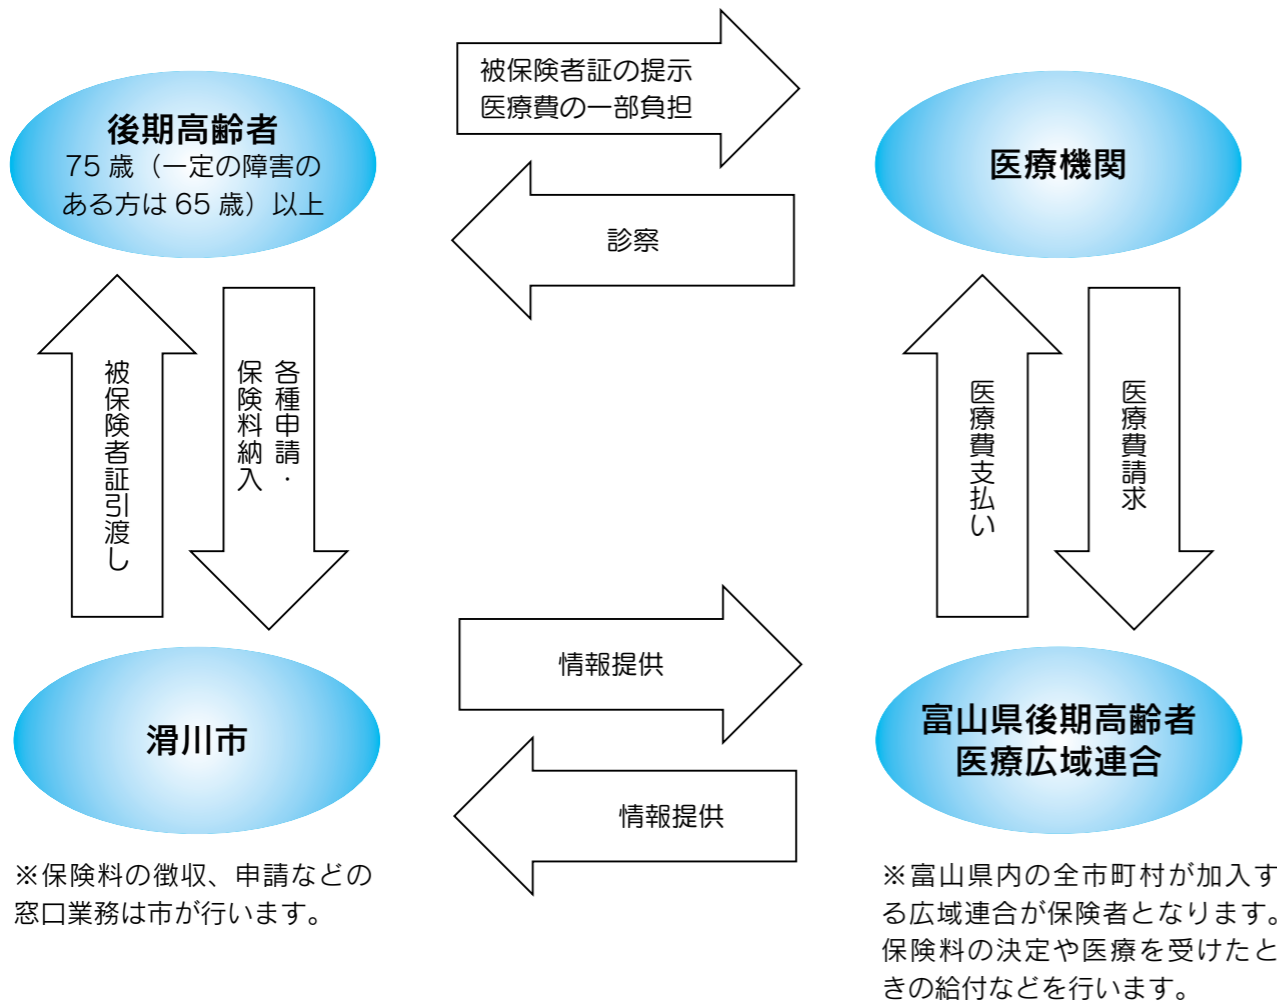 被保険者証の提示
医療費の一部負担
後期高齢者
75 歳（一定の障害の
ある方は 65 歳）以上
医療機関
診察
被保険者証引渡し
各種申請・
保険料納入
医療費支払い
医療費請求
情報提供
滑川市
富山県後期高齢者
医療広域連合
情報提供
※保険料の徴収、申請などの
窓口業務は市が行います。
※富山県内の全市町村が加入す
る広域連合が保険者となります。
保険料の決定や医療を受けたと
きの給付などを行います。